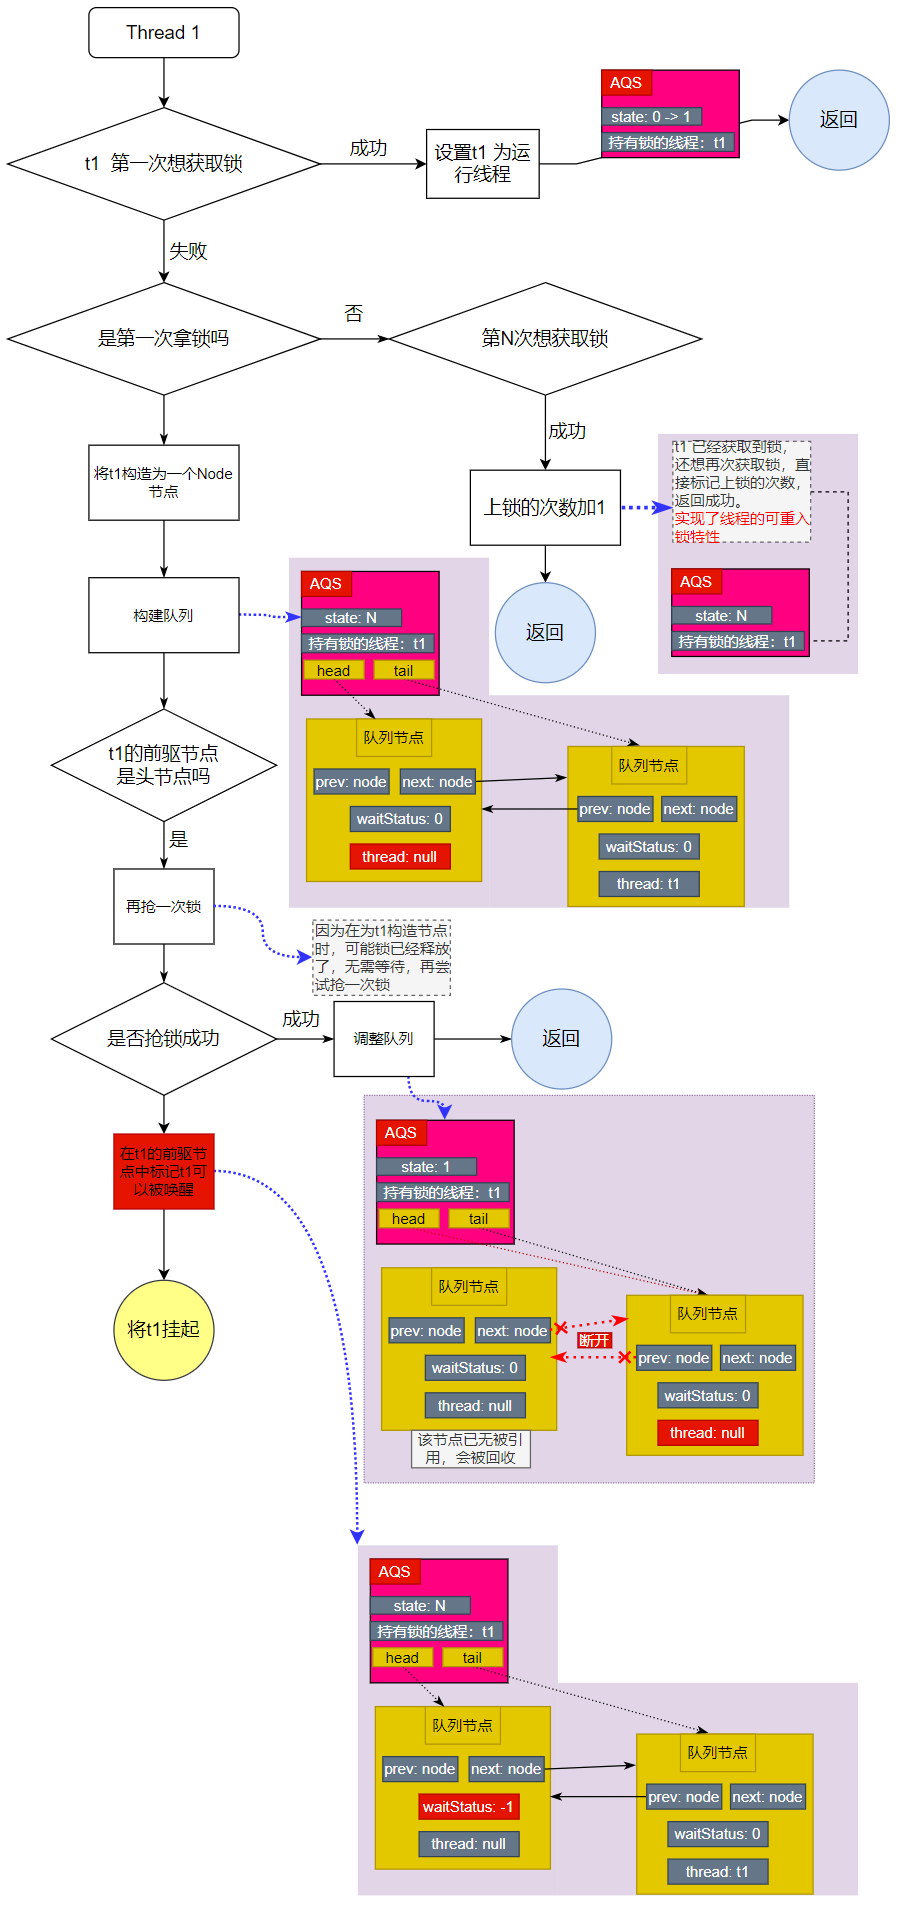 Thread 1
t1 第一次想获取锁
成功
设置t1 为运
行线程
AQS
state: 0 -> 1
持有锁的线程：t1
返回
失败
是第一次拿锁吗
否
第N次想获取锁
成功
上锁的次数加1
返回
t1 已经获取到锁，
还想再次获取锁，直
接标记上锁的次数，
返回成功。
实现了线程的可重入
锁特性
AQS
state: N
持有锁的线程：t1
将t1构造为一个Node
节点
构建队列
AQS
state: N
持有锁的线程：t1
head
tail
队列节点
prev: node
next: node
waitStatus: 0
thread: null
队列节点
prev: node
next: node
waitStatus: 0
thread: t1
t1的前驱节点
是头节点吗
是
再抢一次锁
因为在为t1构造节点
时，可能锁已经释放
了，无需等待，再尝
试抢一次锁
是否抢锁成功
成功
调整队列
返回
AQS
state: 1
持有锁的线程：t1
head
tail
队列节点
prev: node
next: node
waitStatus: 0
thread: null
该节点已无被引
用，会被回收
断开
队列节点
prev: node
next: node
waitStatus: 0
thread: null
在t1的前驱节
点中标记t1可
以被唤醒
将t1挂起
AQS
state: N
持有锁的线程：t1
head
tail
队列节点
prev: node
next: node
waitStatus: -1
thread: null
队列节点
prev: node
next: node
waitStatus: 0
thread: t1